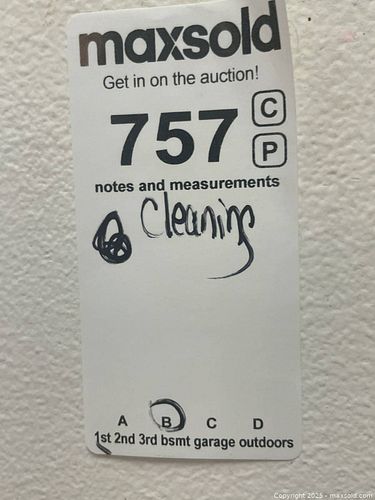 maxsold
Get in on the auction!
757 C
P
notes and measurements
Cleaning
A B C D
1st 2nd 3rd bsmt garage outdoors
Copyright 2025 - maxsold.com